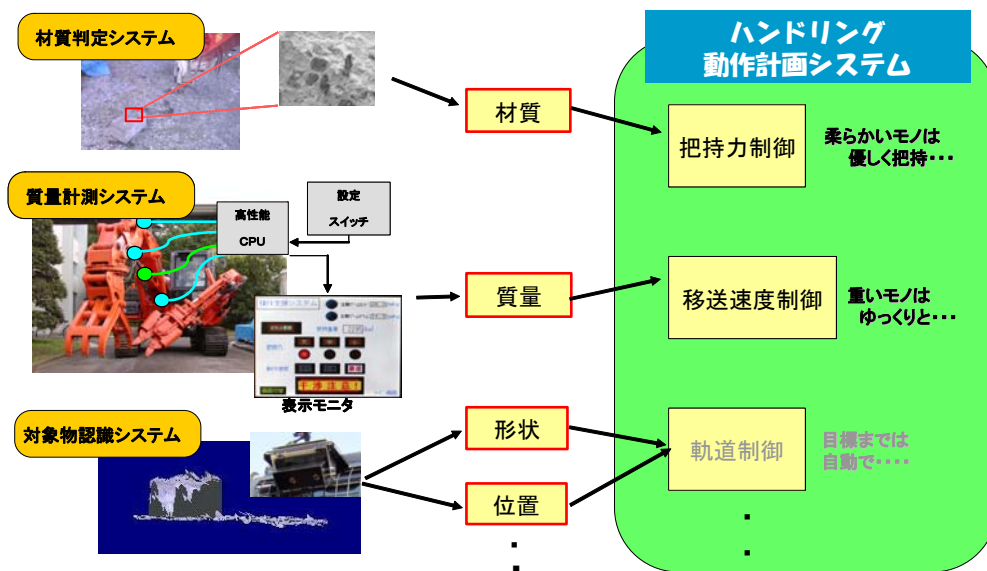 材質判定システム
ハンドリング
動作計画システム
材質
把持力制御
柔らかいモノは
優しく把持・・・
質量計測システム
設定
スイッチ
高性能
CPU
質量
移送速度制御
重いモノは
ゆっくりと・・・
干渉注意!
表示モニタ
対象物認識システム
形状
軌道制御
目標までは
自動で・・・・
位置